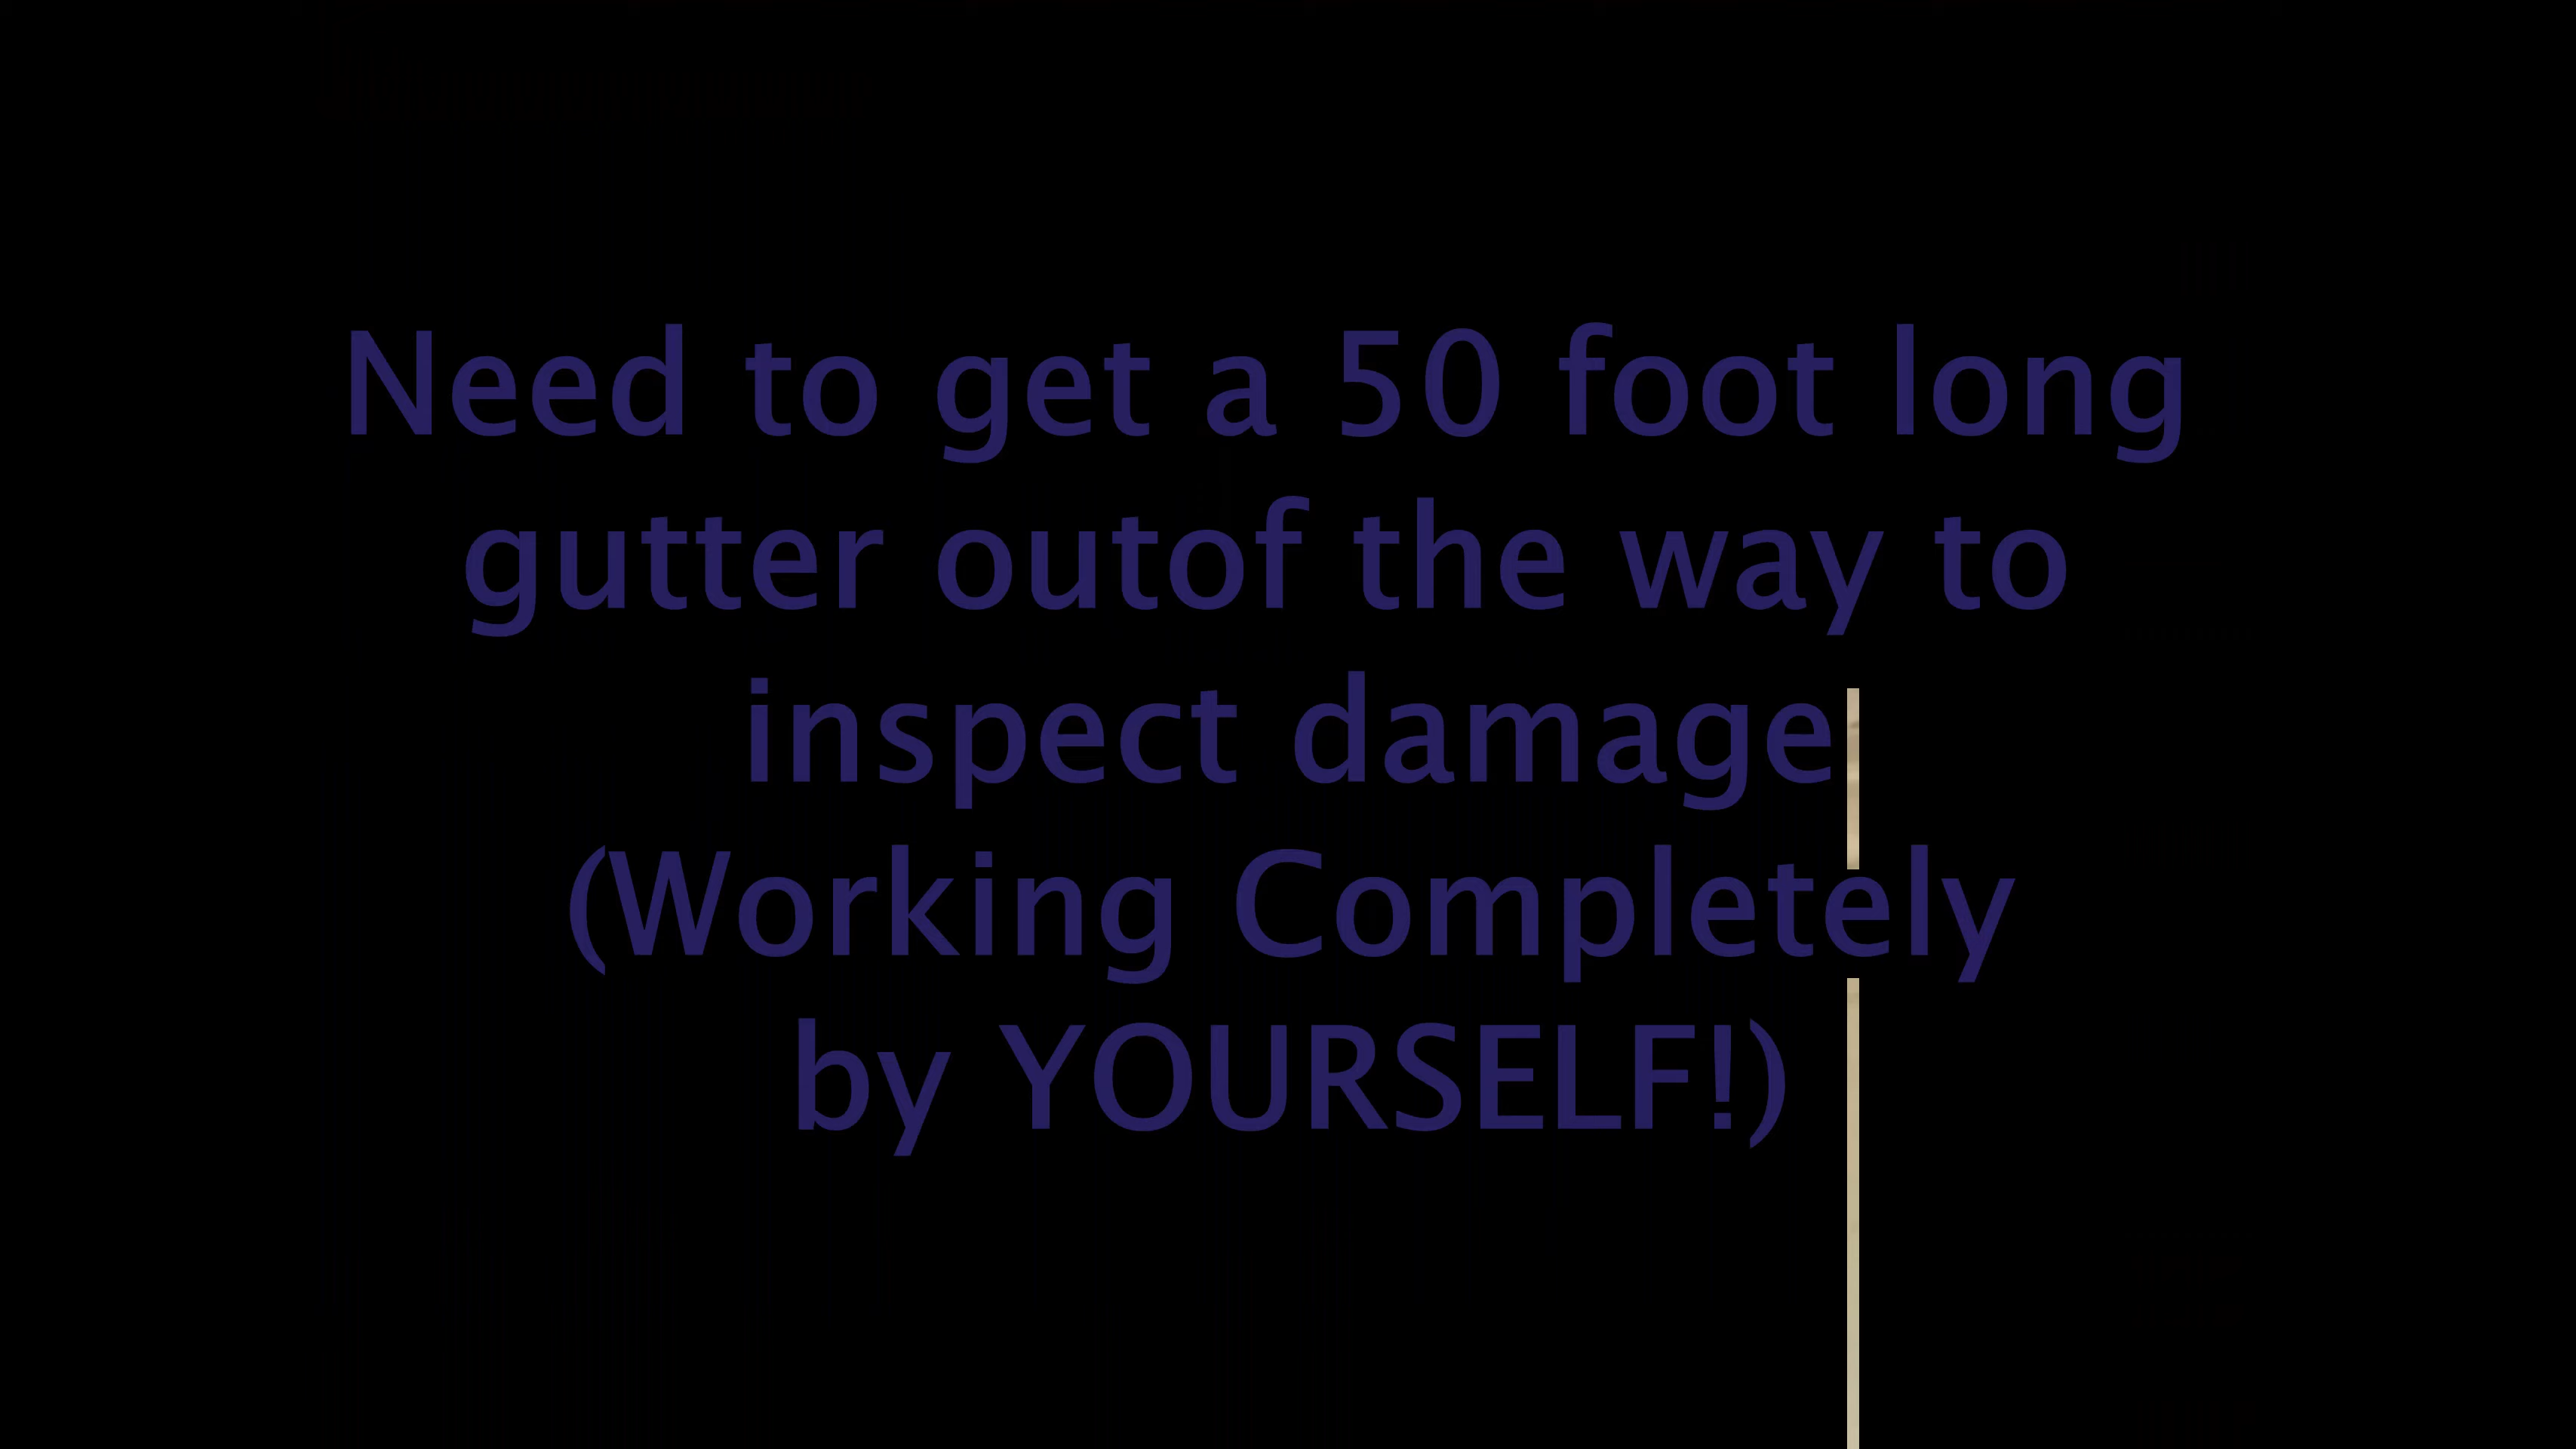 Need to get a 50 foot long
gutter outof the way to
inspect damage
(Working Completely
by YOURSELF!)